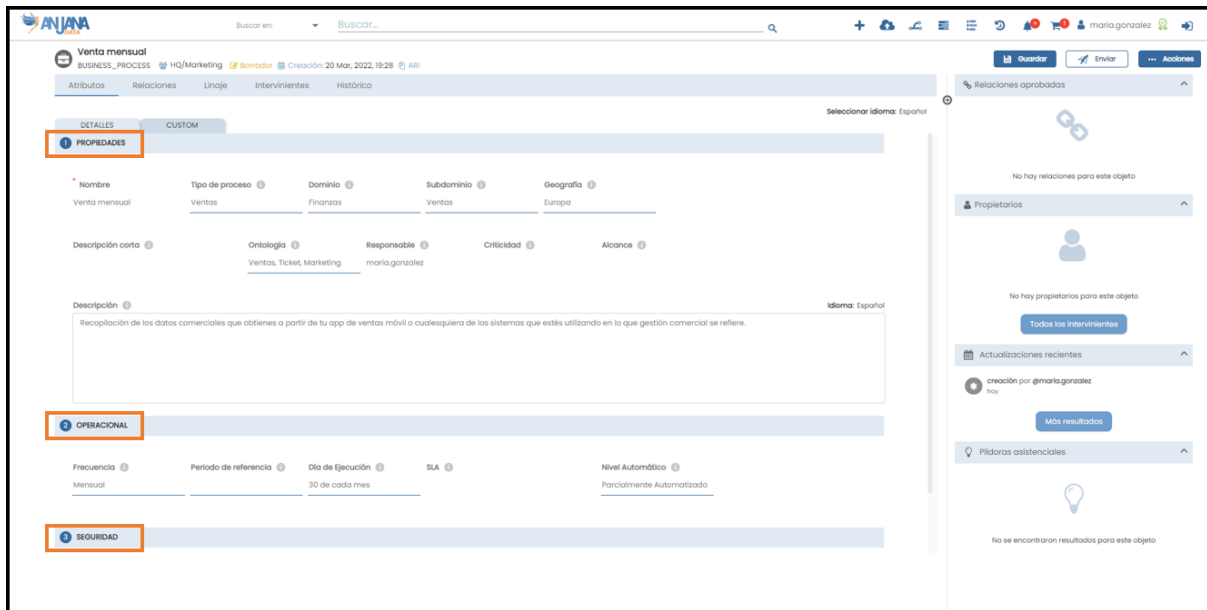 ANJANA
DATA
Buscar en:
Buscar...
maria.gonzalez
Venta mensual
BUSINESS_PROCESS HQ/Marketing Borrador Creación: 20 Mar, 2022, 19:28 ARI
Guardar
Enviar
Acciones
Atributos Relaciones Linaje Intervinientes Histórico
Seleccionar idioma: Español
DETALLES CUSTOM
1 PROPIEDADES
* Nombre Tipo de proceso Dominio Subdominio Geografía
Venta mensual Ventas Finanzas Ventas Europa
Descripción corta Ontología Responsable Criticidad Alcance
Ventas, Ticket, Marketing maria.gonzalez
Descripción Idioma: Español
Recopilación de los datos comerciales que obtienes a partir de tu app de ventas móvil o cualesquiera de los sistemas que estés utilizando en lo que gestión comercial se refiere.
2 OPERACIONAL
Frecuencia Período de referencia Día de Ejecución SLA Nivel Automático
Mensual 30 de cada mes Parcialmente Automatizado
3 SEGURIDAD
Relaciones aprobadas
No hay relaciones para este objeto
Propietarios
No hay propietarios para este objeto
Todos los intervinientes
Actualizaciones recientes
creación por @maria.gonzalez
hoy
Más resultados
Píldoras asistenciales
No se encontraron resultados para este objeto